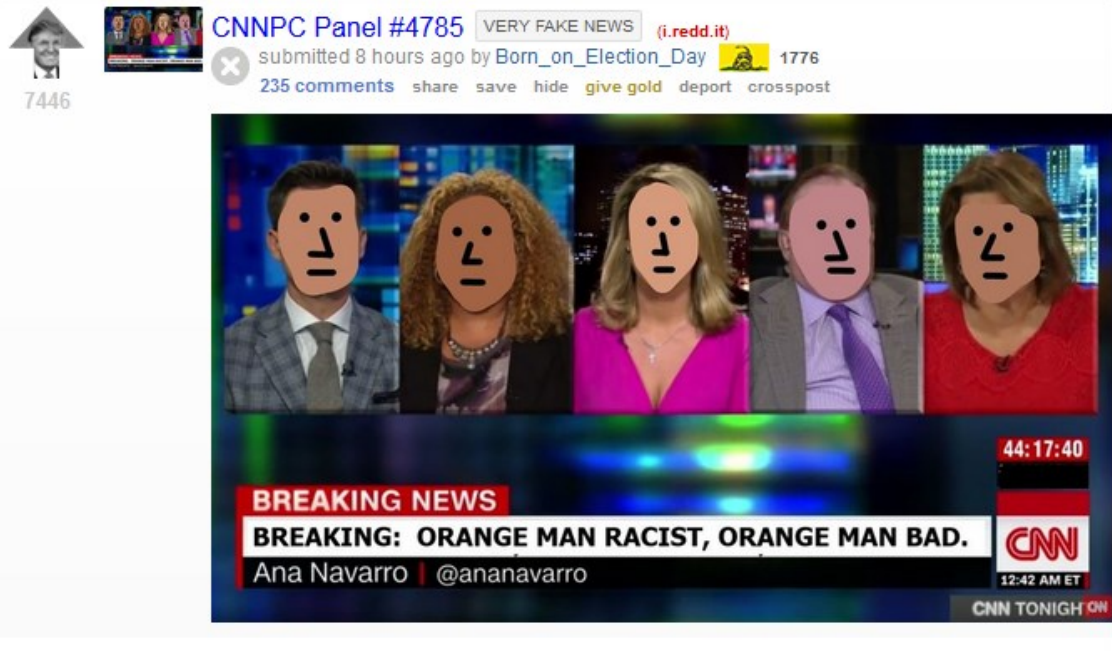 CNNPC Panel #4785 VERY FAKE NEWS (i.redd.it)
submitted 8 hours ago by Born_on_Election_Day 1776
235 comments share save hide give gold deport crosspost
7446
44:17:40
BREAKING NEWS
BREAKING: ORANGE MAN RACIST, ORANGE MAN BAD.
CNN
Ana Navarro | @ananavarro
12:42 AM ET
CNN TONIGHT CNN